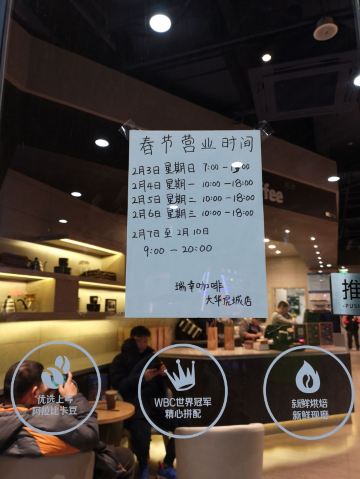 春节营业时间
2月3日 星期日 7:00 — 19:00
2月4日 星期一 10:00 — 18:00
2月5日 星期二 10:00 — 18:00
2月6日 星期三 10:00 — 18:00
2月7日 至 2月10日
9:00 — 20:00
瑞幸咖啡
大华虎城店
ffee
推
PUSH
优选上等
阿拉比卡豆
WBC世界冠军
精心拼配
新鲜烘焙
新鲜现磨